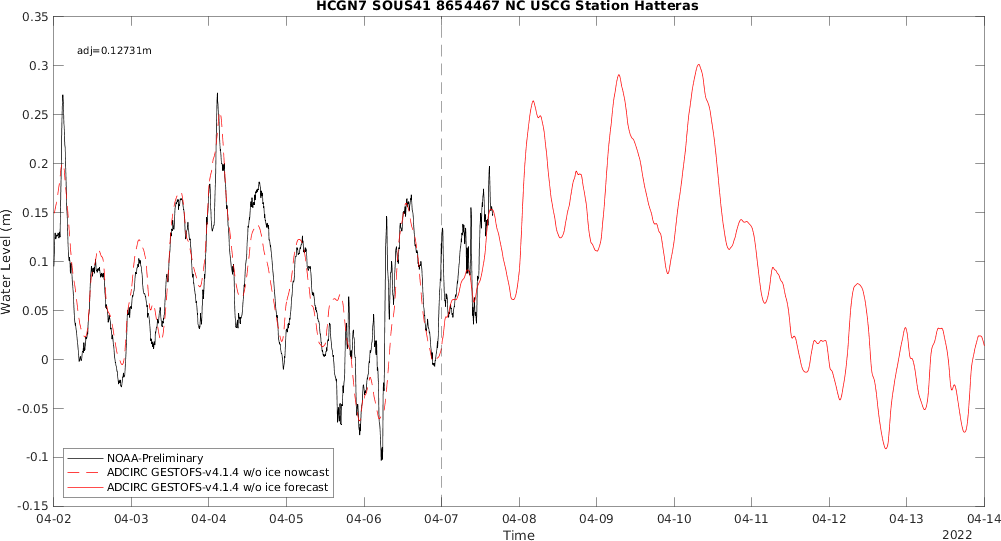 HCGN7 SOUS41 8654467 NC USCG Station Hatteras
adj=0.12731m
0.35
0.3
0.25
0.2
0.15
0.1
0.05
0
-0.05
-0.1
-0.15
Water Level (m)
NOAA-Preliminary
ADCIRC GESTOFS-v4.1.4 w/o ice nowcast
ADCIRC GESTOFS-v4.1.4 w/o ice forecast
04-02 04-03 04-04 04-05 04-06 04-07 04-08 04-09 04-10 04-11 04-12 04-13 04-14
Time
2022